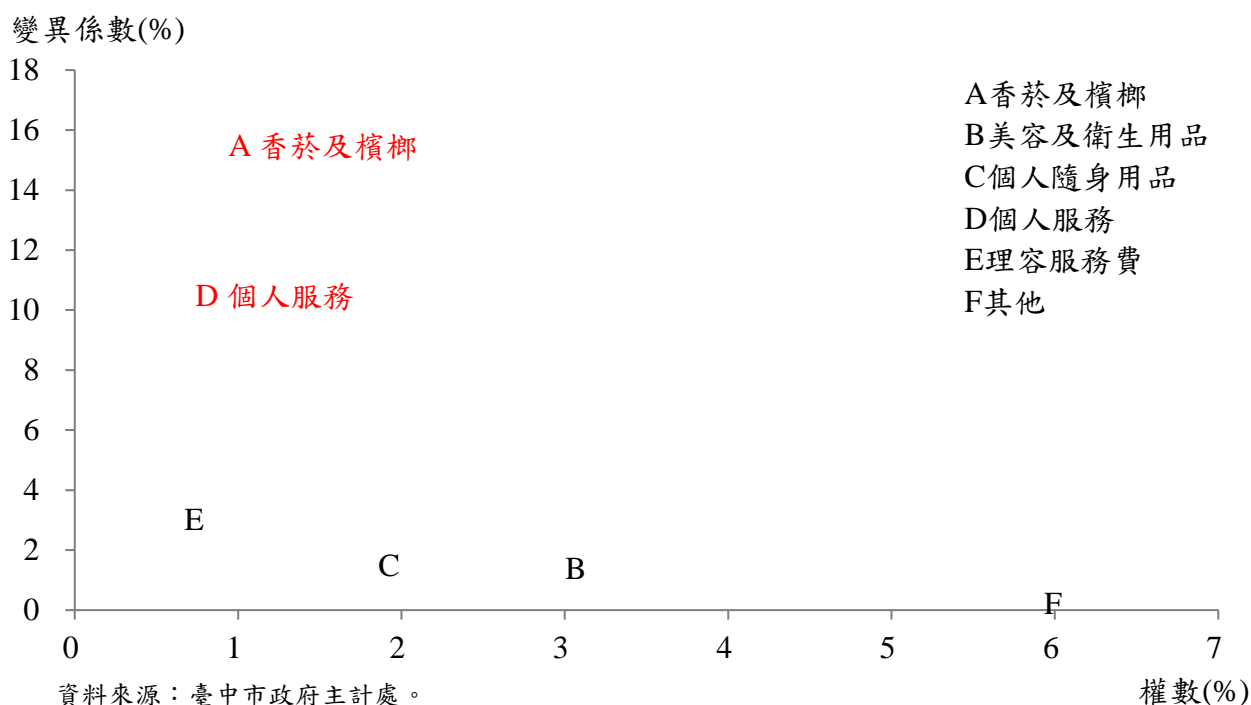 變異係數(%)
18
16
14
12
10
8
6
4
2
0
A 香菸及檳榔
D 個人服務
E
C
B
F
A香菸及檳榔
B美容及衛生用品
C個人隨身用品
D個人服務
E理容服務費
F其他
0 1 2 3 4 5 6 7
資料來源：臺中市政府主計處。
權數(%)